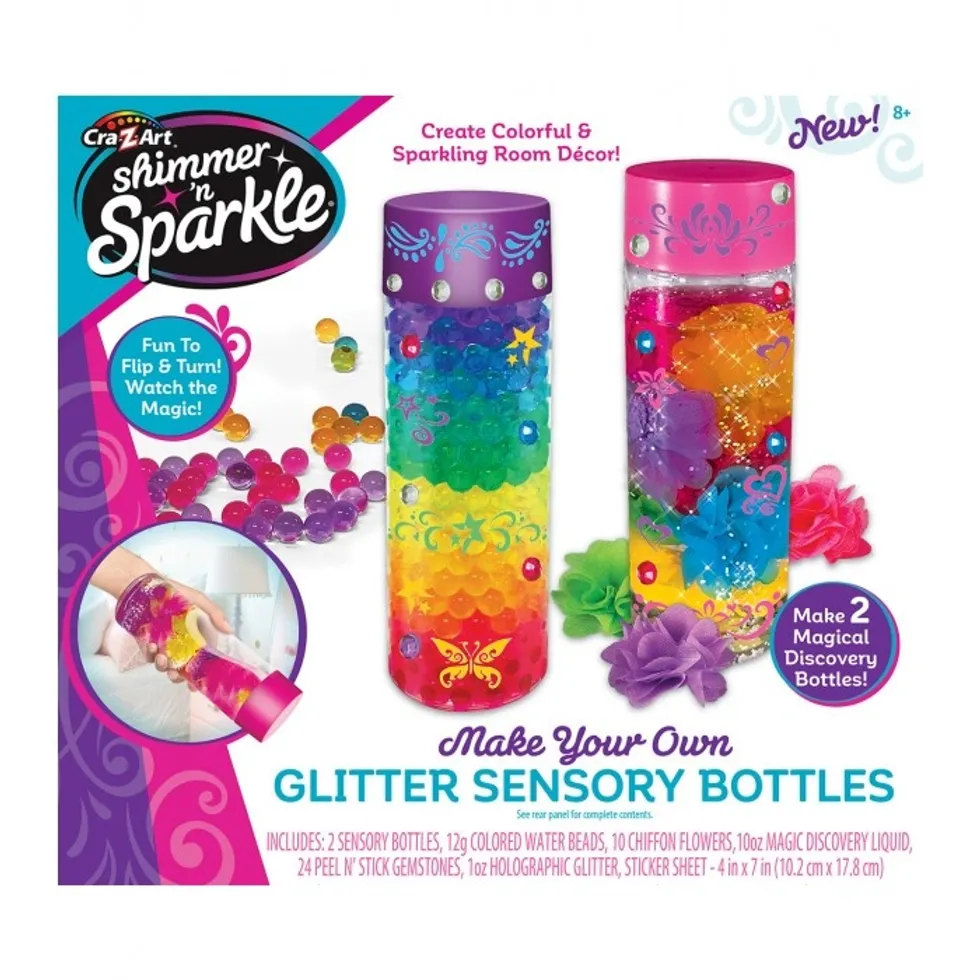 Cra-Z-Art
shimmer
'n
Sparkle®
Create Colorful &
Sparkling Room Décor!
New!
8+
Fun To
Flip & Turn!
Watch the
Magic!
Make 2
Magical
Discovery
Bottles!
Make Your Own
GLITTER SENSORY BOTTLES
See rear panel for complete contents.
INCLUDES: 2 SENSORY BOTTLES, 12g COLORED WATER BEADS, 10 CHIFFON FLOWERS, 10oz MAGIC DISCOVERY LIQUID,
24 PEEL N' STICK GEMSTONES, 1oz HOLOGRAPHIC GLITTER, STICKER SHEET - 4 in x 7 in (10.2 cm x 17.8 cm)